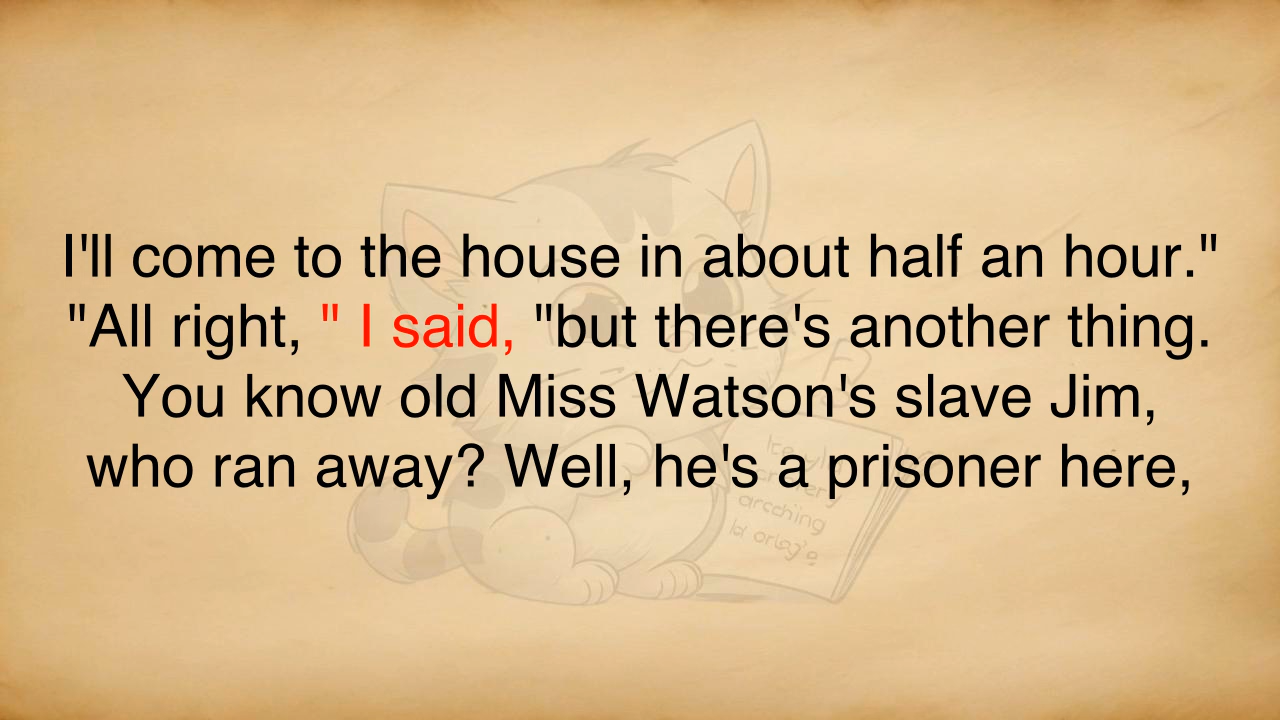 I'll come to the house in about half an hour."
"All right, " I said, "but there's another thing.
You know old Miss Watson's slave Jim,
who ran away? Well, he's a prisoner here,